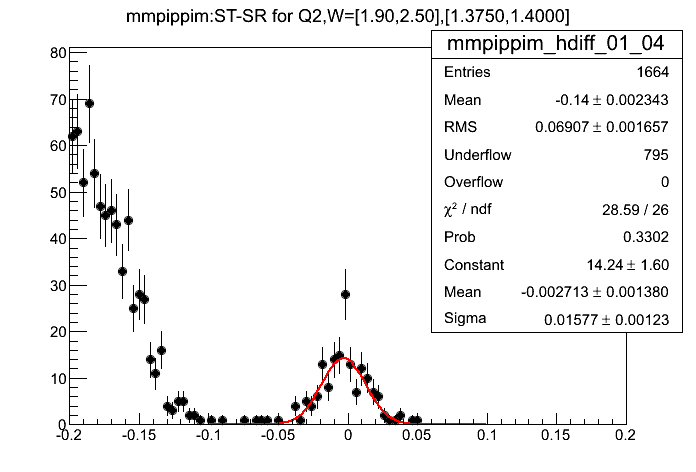 mmpippim:ST-SR for Q2,W=[1.90,2.50],[1.3750,1.4000]
mmpippim_hdiff_01_04
Entries 1664
Mean -0.14 ± 0.002343
RMS 0.06907 ± 0.001657
Underflow 795
Overflow 0
χ² / ndf 28.59 / 26
Prob 0.3302
Constant 14.24 ± 1.60
Mean -0.002713 ± 0.001380
Sigma 0.01577 ± 0.00123
80
70
60
50
40
30
20
10
0
-0.2 -0.15 -0.1 -0.05 0 0.05 0.1 0.15 0.2